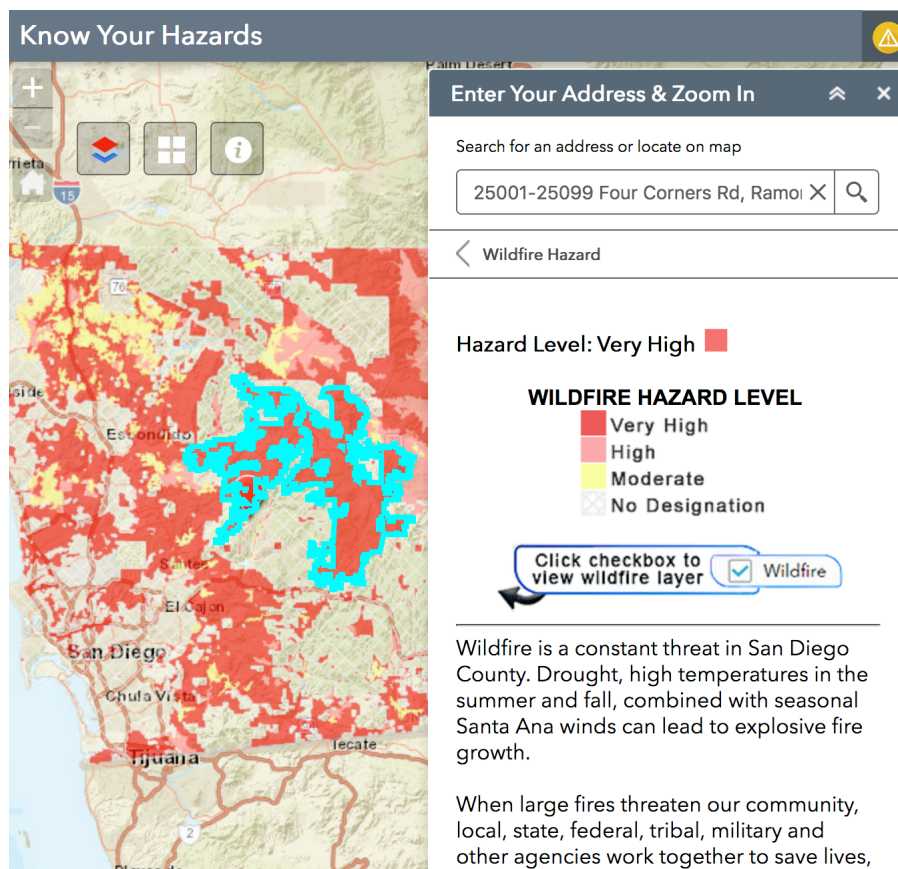 Know Your Hazards
Palm Desert
Enter Your Address & Zoom In
Search for an address or locate on map
25001-25099 Four Corners Rd, Ramo
Wildfire Hazard
rrieta
15
76
side
Escondido
Santee
El Cajon
San Diego
Chula Vista
Tecate
Tijuana
2
Hazard Level: Very High
WILDFIRE HAZARD LEVEL
Very High
High
Moderate
No Designation
Click checkbox to
view wildfire layer
Wildfire
Wildfire is a constant threat in San Diego
County. Drought, high temperatures in the
summer and fall, combined with seasonal
Santa Ana winds can lead to explosive fire
growth.
When large fires threaten our community,
local, state, federal, tribal, military and
other agencies work together to save lives,